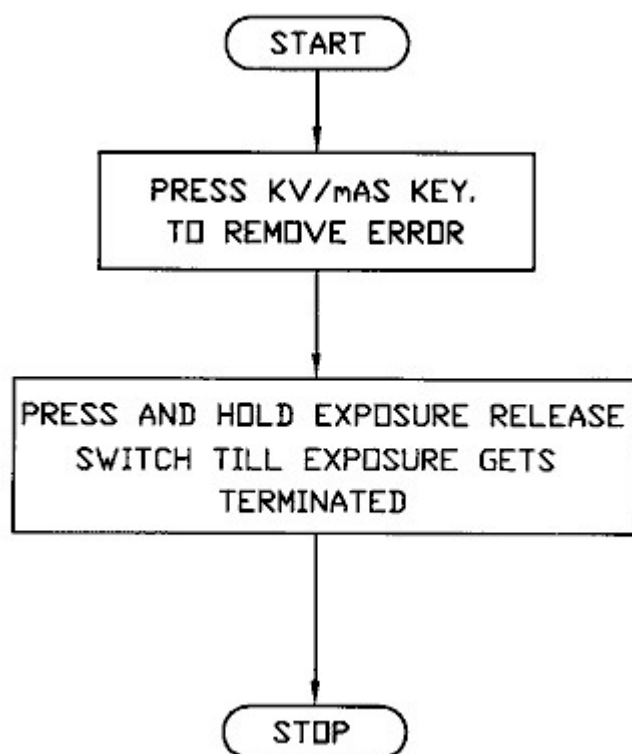 START
PRESS KV/mAS KEY.
TO REMOVE ERROR
PRESS AND HOLD EXPOSURE RELEASE
SWITCH TILL EXPOSURE GETS
TERMINATED
STOP